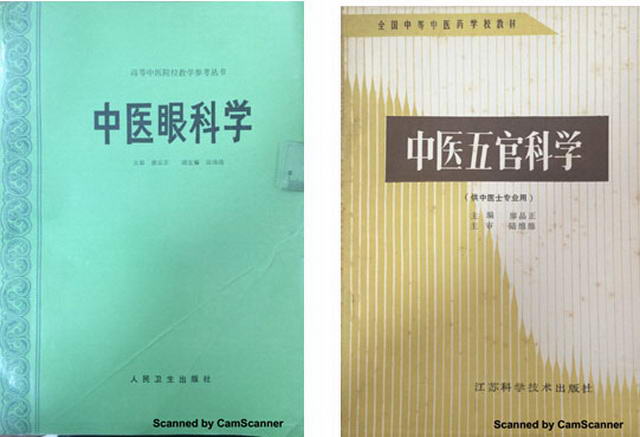 高等中医院校教学参考丛书
中医眼科学
主编 廖品正 副主编 陆绵绵
人民卫生出版社
Scanned by CamScanner
全国中等中医药学校教材
中医五官科学
(供中医士专业用)
主编 廖品正
主审
江苏科学技术出版社
Scanned by CamScanner